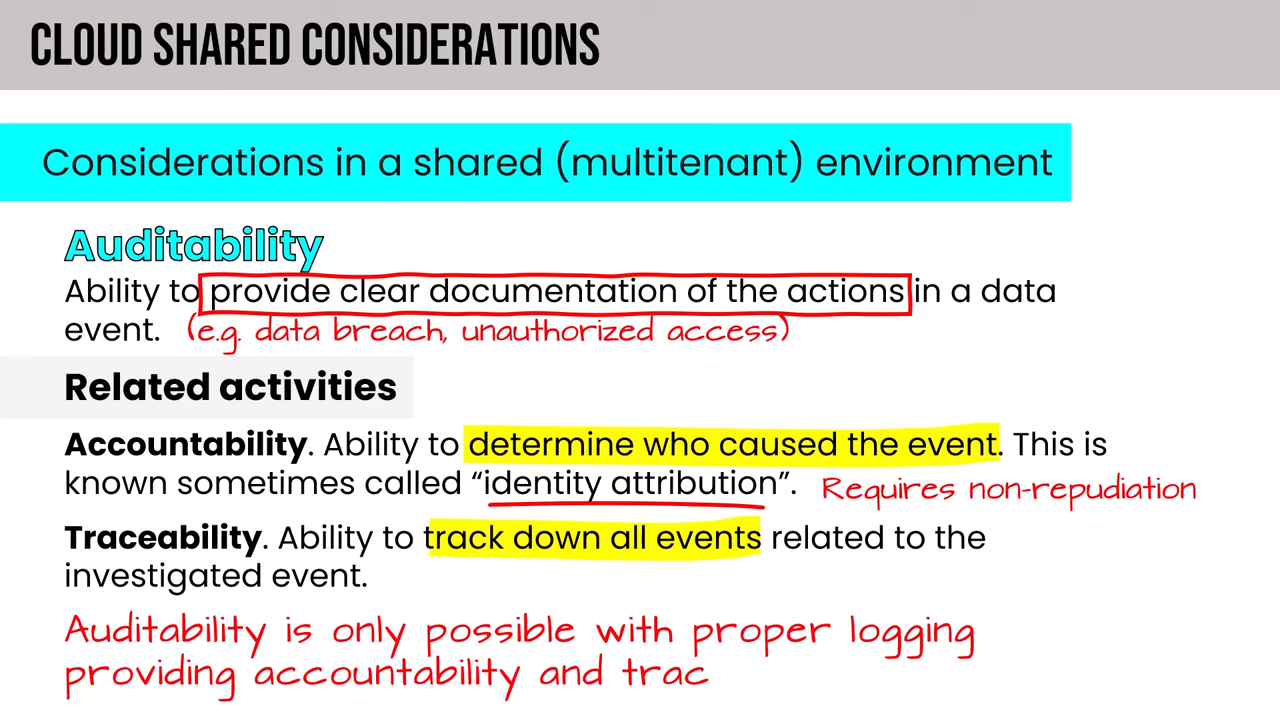 CLOUD SHARED CONSIDERATIONS
Considerations in a shared (multitenant) environment
Auditability
Ability to provide clear documentation of the actions in a data
event. (e.g. data breach, unauthorized access)
Related activities
Accountability. Ability to determine who caused the event. This is
known sometimes called “identity attribution”. Requires non-repudiation
Traceability. Ability to track down all events related to the
investigated event.
Auditability is only possible with proper logging
providing accountability and trac